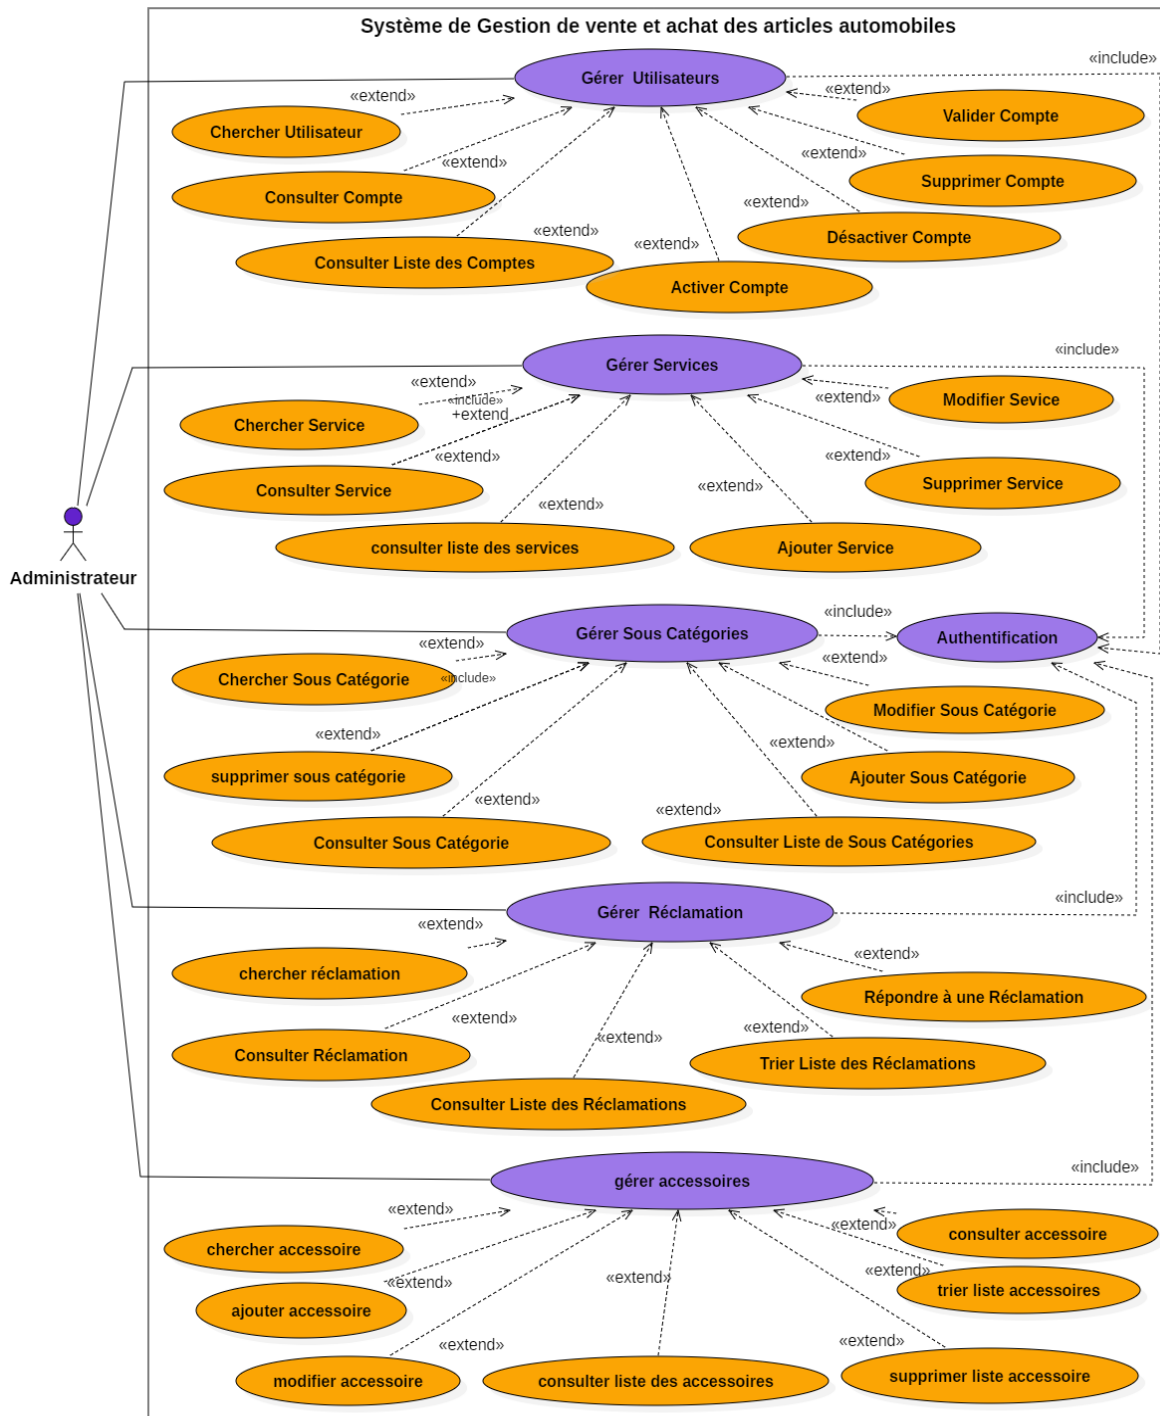 Système de Gestion de vente et achat des articles automobiles
Gérer  Utilisateurs
«include»
«extend»
«extend»
Valider Compte
Chercher Utilisateur
«extend»
«extend»
Supprimer Compte
Consulter Compte
«extend»
«extend»
«extend»
Désactiver Compte
Consulter Liste des Comptes
Activer Compte
Gérer Services
«include»
«extend»
«include»
+extend
«extend»
Modifier Sevice
Chercher Service
«extend»
«extend»
Supprimer Service
Consulter Service
«extend»
«extend»
consulter liste des services
Ajouter Service
Administrateur
Gérer Sous Catégories
«include»
Authentification
«extend»
«extend»
Chercher Sous Catégorie
«include»
Modifier Sous Catégorie
«extend»
«extend»
supprimer sous catégorie
Ajouter Sous Catégorie
«extend»
«extend»
Consulter Sous Catégorie
Consulter Liste de Sous Catégories
Gérer  Réclamation
«include»
«extend»
«extend»
chercher réclamation
Répondre à une Réclamation
«extend»
«extend»
«extend»
Consulter Réclamation
Trier Liste des Réclamations
Consulter Liste des Réclamations
gérer accessoires
«include»
«extend»
«extend»
consulter accessoire
chercher accessoire
«extend»
«extend»
«extend»
trier liste accessoires
ajouter accessoire
«extend»
«extend»
modifier accessoire
consulter liste des accessoires
supprimer liste accessoire